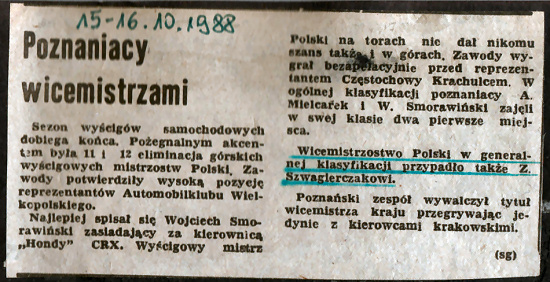 15-16.10.1988
Poznaniacy
wicemistrzami
Sezon wyścigów samochodowych
dobiega końca. Pożegnalnym akcen-
tem była 11 i 12 eliminacja górskich
wyścigowych mistrzostw Polski. Za-
wody potwierdziły wysoką pozycję
reprezentantów Automobilklubu Wiel-
kopolskiego.
Najlepiej spisał się Wojciech Smo-
rawiński zasiadający za kierownicą
„Hondy” CRX. Wyścigowy mistrz
Polski na torach nie dał nikomu
szans także i w górach. Zawody wy-
grał bezapelacyjnie przed reprezen-
tantem Częstochowy Krachulcem. W
ogólnej klasyfikacji poznaniacy A.
Mielcarek i W. Smorawiński zajęli
w swej klasie dwa pierwsze miej-
sca.
Wicemistrzostwo Polski w general-
nej klasyfikacji przypadło także Z.
Szwagierczakowi.
Poznański zespół wywalczył tytuł
wicemistrza kraju przegrywając je-
dynie z kierowcami krakowskimi.
(sg)